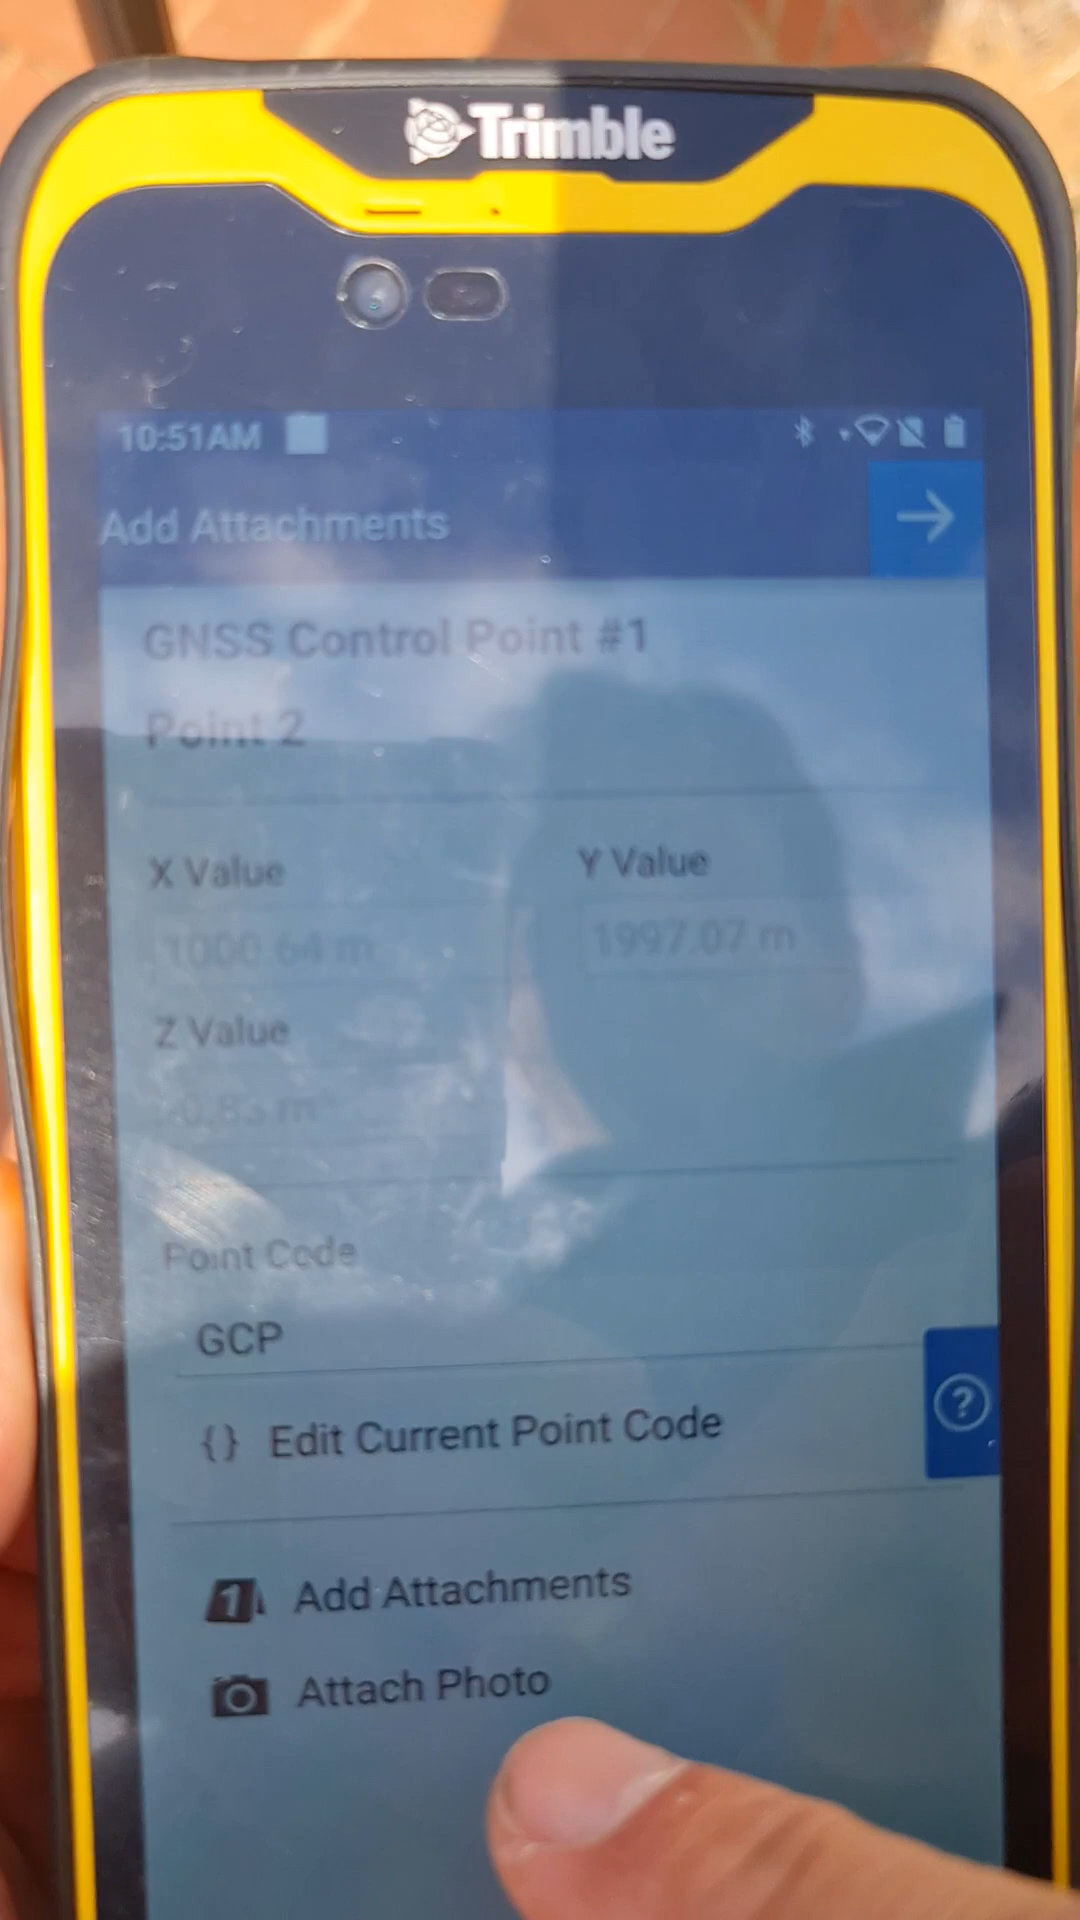 Trimble
10:51AM
Add Attachments
GNSS Control Point #1
Point 2
X Value
Y Value
1000.64 m
1997.07 m
Z Value
Point Code
GCP
{} Edit Current Point Code
?
1 Add Attachments
Attach Photo